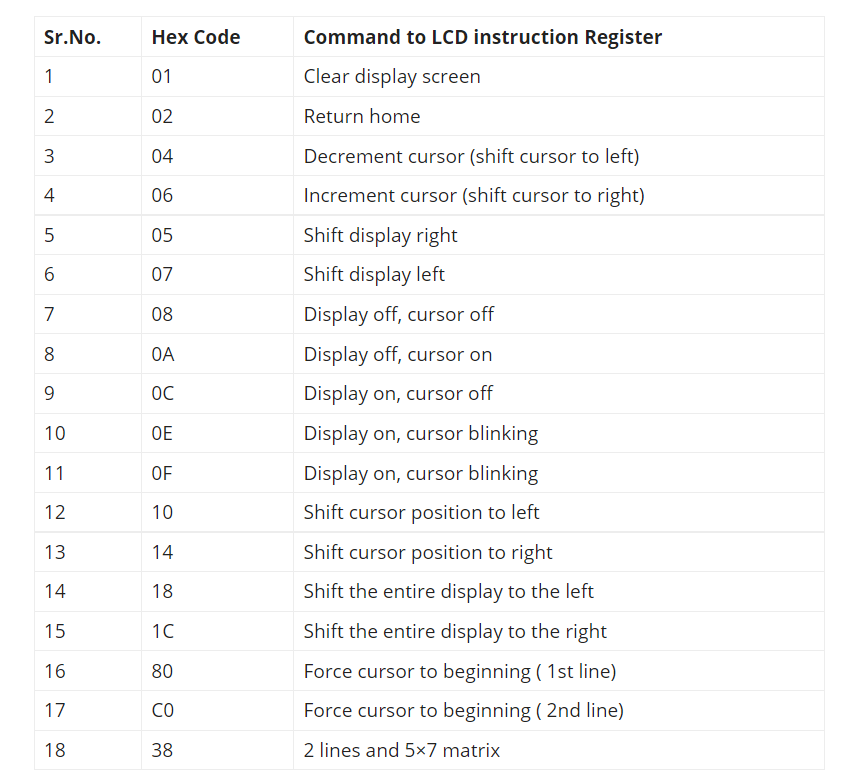 Sr.No. Hex Code Command to LCD instruction Register
1 01 Clear display screen
2 02 Return home
3 04 Decrement cursor (shift cursor to left)
4 06 Increment cursor (shift cursor to right)
5 05 Shift display right
6 07 Shift display left
7 08 Display off, cursor off
8 0A Display off, cursor on
9 0C Display on, cursor off
10 0E Display on, cursor blinking
11 0F Display on, cursor blinking
12 10 Shift cursor position to left
13 14 Shift cursor position to right
14 18 Shift the entire display to the left
15 1C Shift the entire display to the right
16 80 Force cursor to beginning ( 1st line)
17 C0 Force cursor to beginning ( 2nd line)
18 38 2 lines and 5×7 matrix